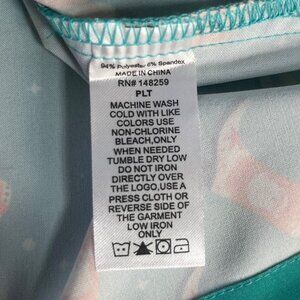 94% Polyester 6% Spandex
MADE IN CHINA
RN# 148259
PLT
MACHINE WASH
COLD WITH LIKE
COLORS USE
NON-CHLORINE
BLEACH,ONLY
WHEN NEEDED
TUMBLE DRY LOW
DO NOT IRON
DIRECTLY OVER
THE LOGO,USE A
PRESS CLOTH OR
REVERSE SIDE OF
THE GARMENT
LOW IRON
ONLY